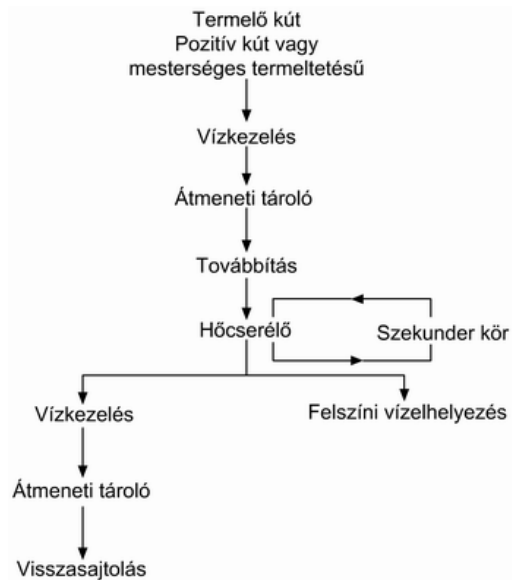 Termelő kút
Pozitív kút vagy
mesterséges termeltetésű
Vízkezelés
Átmeneti tároló
Továbbítás
Hőcserélő
Szekunder kör
Vízkezelés
Felszíni vízelhelyezés
Átmeneti tároló
Visszasajtolás